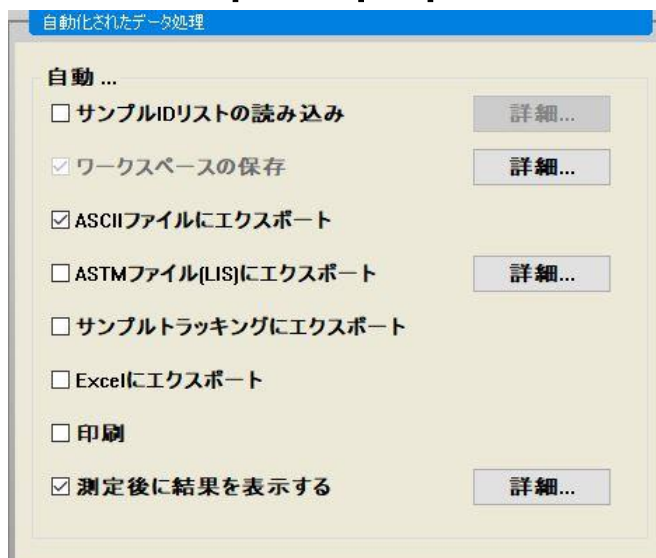 自動化されたデータ処理
自動 ...
サンプルIDリストの読み込み
詳細...
ワークスペースの保存
詳細...
ASCIIファイルにエクスポート
ASTMファイル(LIS)にエクスポート
詳細...
サンプルトラッキングにエクスポート
Excelにエクスポート
印刷
測定後に結果を表示する
詳細...